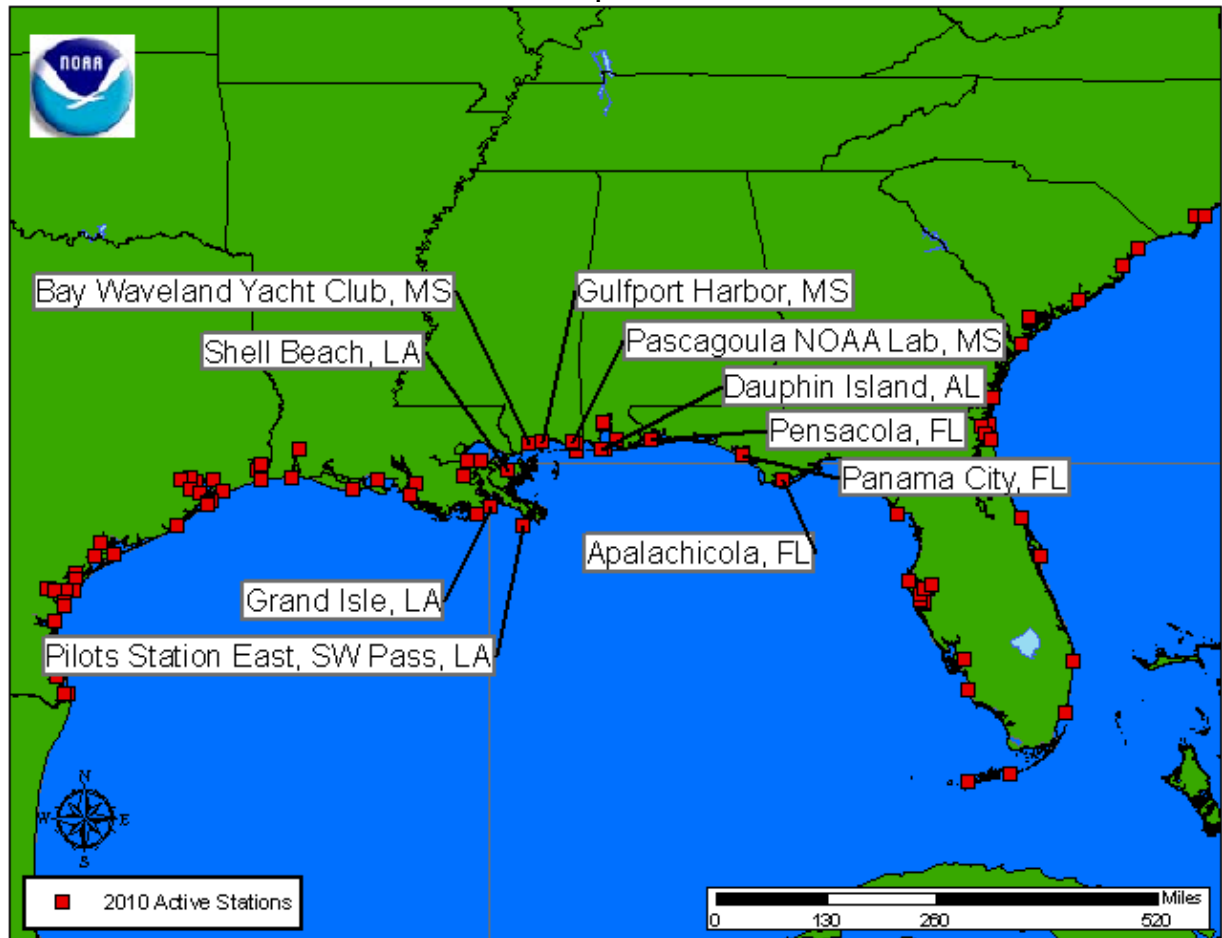 NOAA
Bay Waveland Yacht Club, MS
Gulfport Harbor, MS
Shell Beach, LA
Pascagoula NOAA Lab, MS
Dauphin Island, AL
Pensacola, FL
Panama City, FL
Apalachicola, FL
Grand Isle, LA
Pilots Station East, SW Pass, LA
N
W
E
S
2010 Active Stations
Miles
0 130 260 520